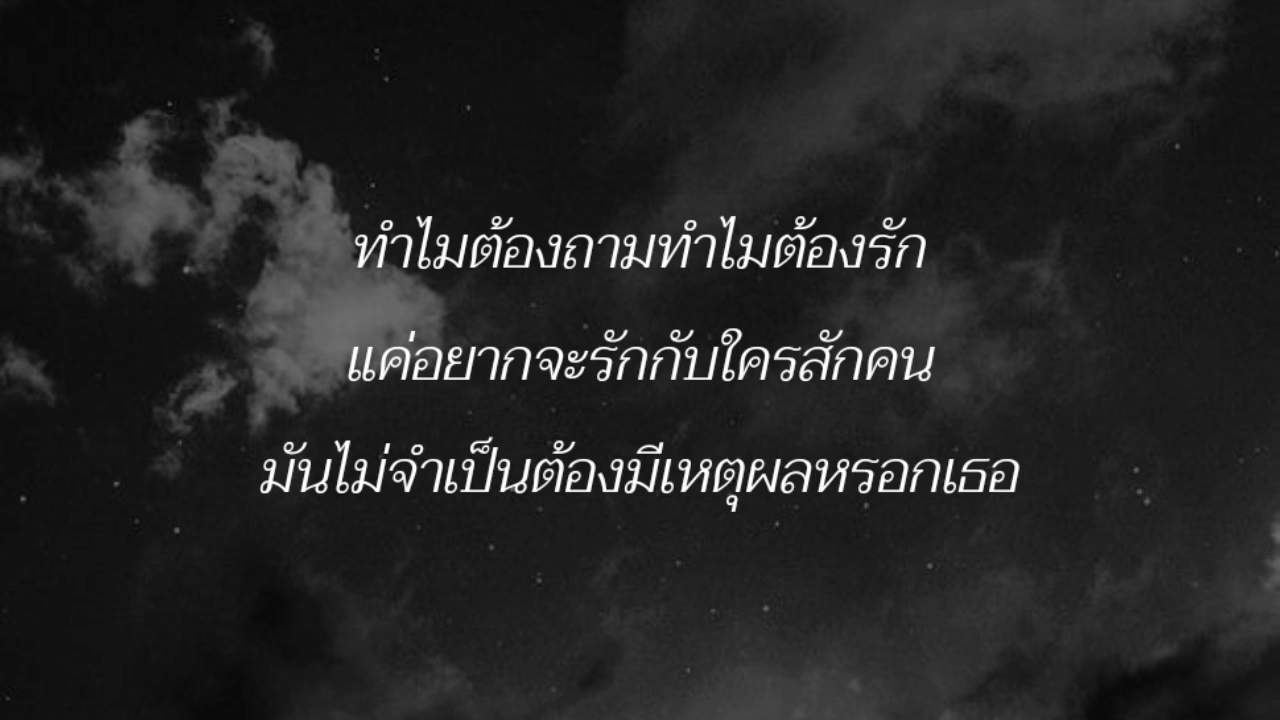 ทำไมต้องถามทำไมต้องรัก
แค่อยากจะรักกับใครสักคน
มันไม่จำเป็นต้องมีเหตุผลหรอกเธอ